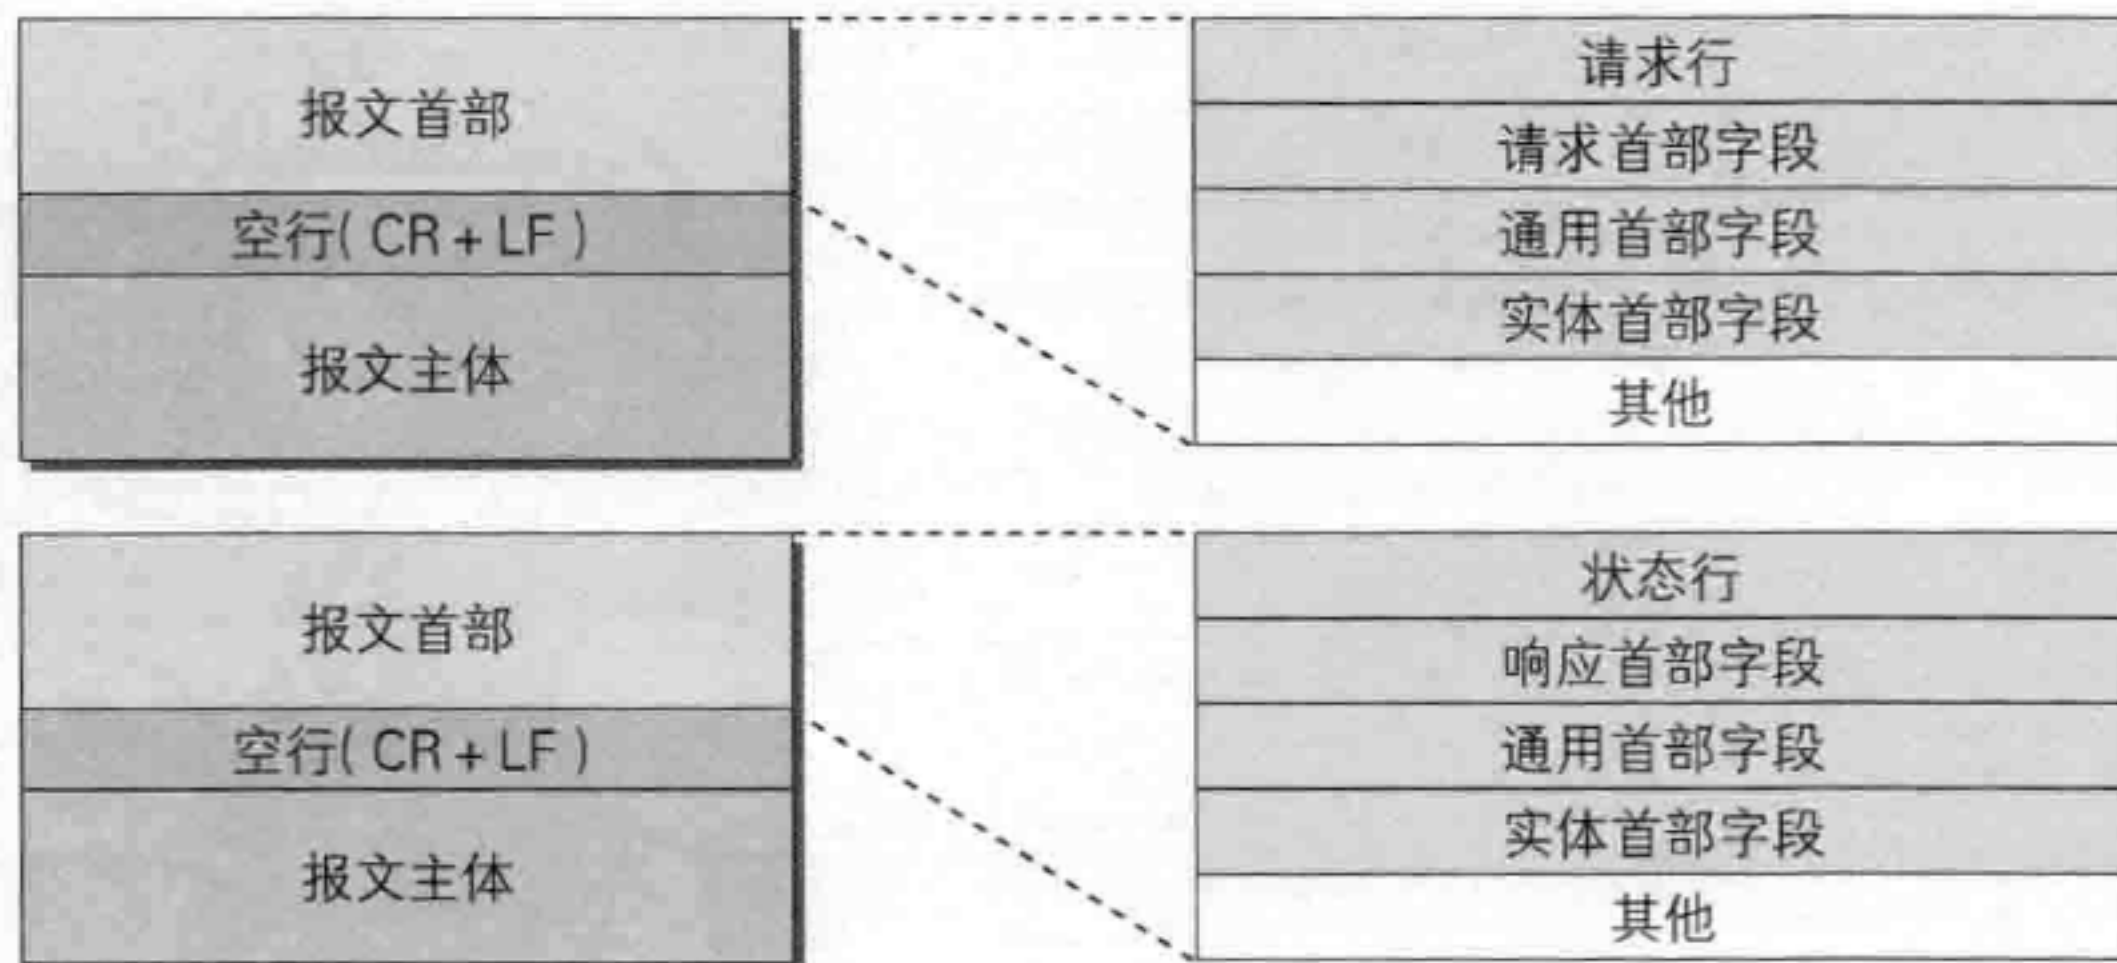 报文首部
空行( CR + LF )
报文主体
请求行
请求首部字段
通用首部字段
实体首部字段
其他
报文首部
空行( CR + LF )
报文主体
状态行
响应首部字段
通用首部字段
实体首部字段
其他